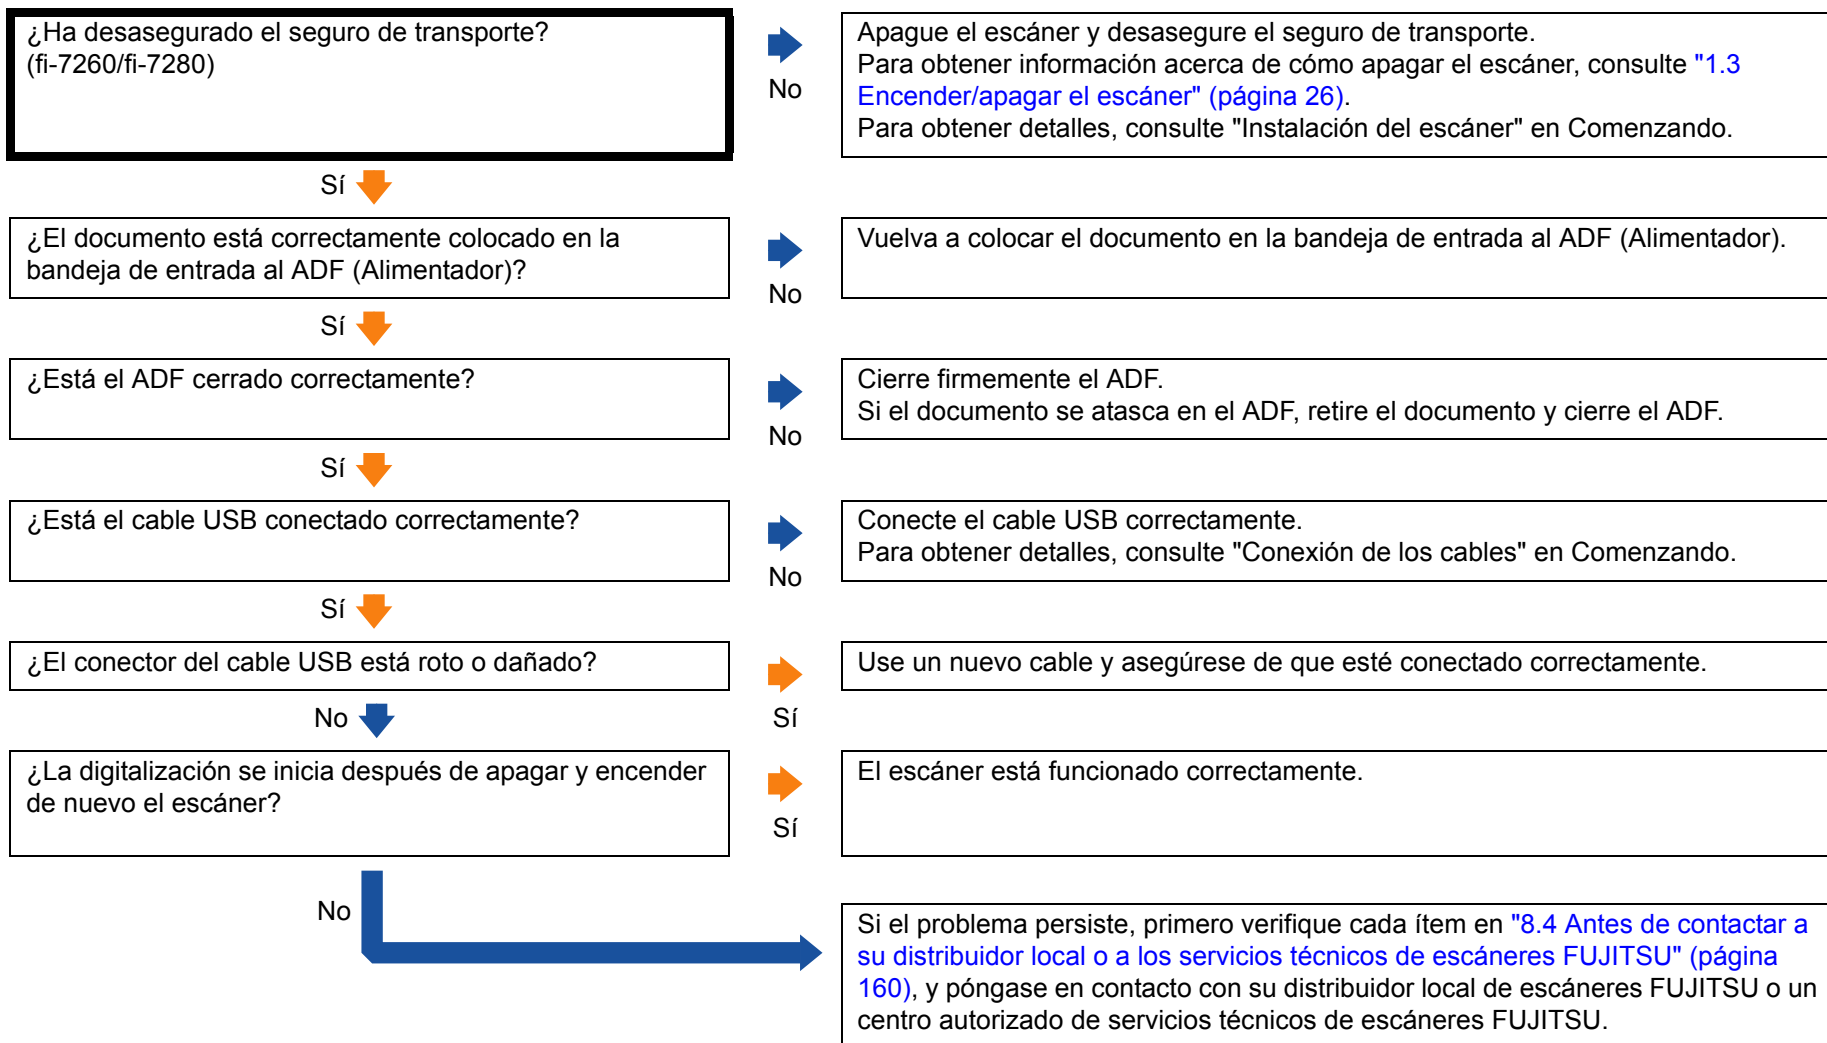 ¿Ha desasegurado el seguro de transporte?
(fi-7260/fi-7280)
No
Apague el escáner y desasegure el seguro de transporte.
Para obtener información acerca de cómo apagar el escáner, consulte "1.3
Encender/apagar el escáner" (página 26).
Para obtener detalles, consulte "Instalación del escáner" en Comenzando.
Sí
¿El documento está correctamente colocado en la
bandeja de entrada al ADF (Alimentador)?
No
Vuelva a colocar el documento en la bandeja de entrada al ADF (Alimentador).
Sí
¿Está el ADF cerrado correctamente?
No
Cierre firmemente el ADF.
Si el documento se atasca en el ADF, retire el documento y cierre el ADF.
Sí
¿Está el cable USB conectado correctamente?
No
Conecte el cable USB correctamente.
Para obtener detalles, consulte "Conexión de los cables" en Comenzando.
Sí
¿El conector del cable USB está roto o dañado?
Sí
Use un nuevo cable y asegúrese de que esté conectado correctamente.
No
¿La digitalización se inicia después de apagar y encender
de nuevo el escáner?
Sí
El escáner está funcionado correctamente.
No
Si el problema persiste, primero verifique cada ítem en "8.4 Antes de contactar a
su distribuidor local o a los servicios técnicos de escáneres FUJITSU" (página
160), y póngase en contacto con su distribuidor local de escáneres FUJITSU o un
centro autorizado de servicios técnicos de escáneres FUJITSU.